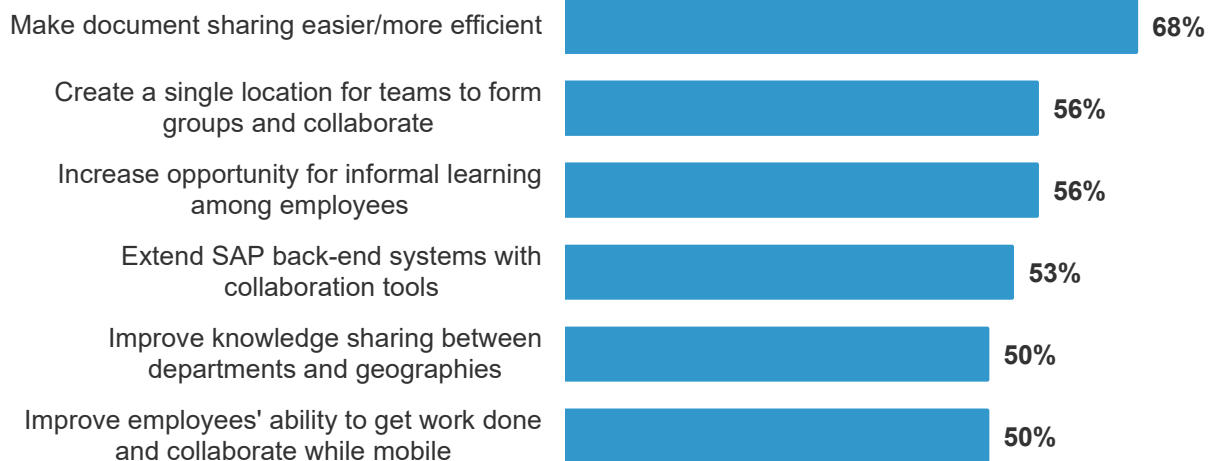 Make document sharing easier/more efficient
68%
Create a single location for teams to form
groups and collaborate
56%
Increase opportunity for informal learning
among employees
56%
Extend SAP back-end systems with
collaboration tools
53%
Improve knowledge sharing between
departments and geographies
50%
Improve employees' ability to get work done
and collaborate while mobile
50%